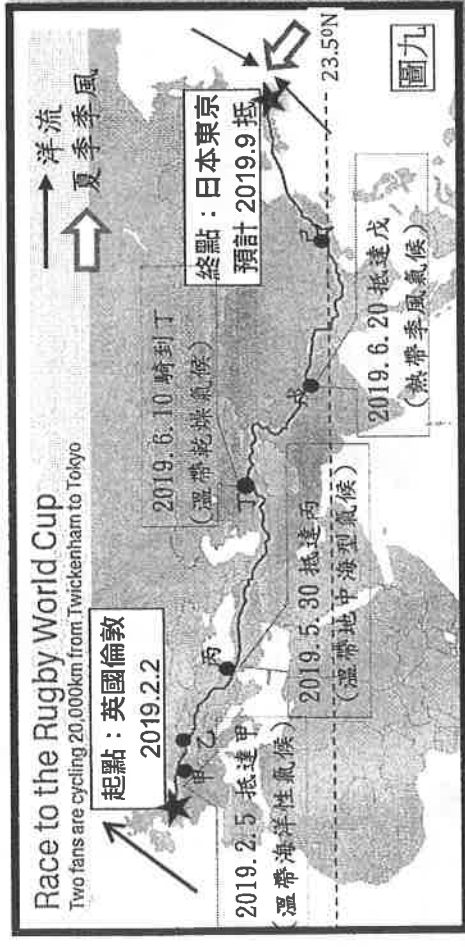 Race to the Rugby World Cup
Two fans are cycling 20,000km from Twickenham to Tokyo
洋流
夏季季風
起點：英國倫敦
2019.2.2
2019.6.10 騎到丁
(溫帶乾燥氣候)
終點：日本東京
預計 2019.9 抵
甲
乙
丙
丁
戊
23.5⁰N
2019.2.5 抵達甲
(溫帶海洋性氣候)
2019.5.30 抵達丙
(溫帶地中海型氣候)
2019.6.20 抵達戊
(熱帶季風氣候)
圖九